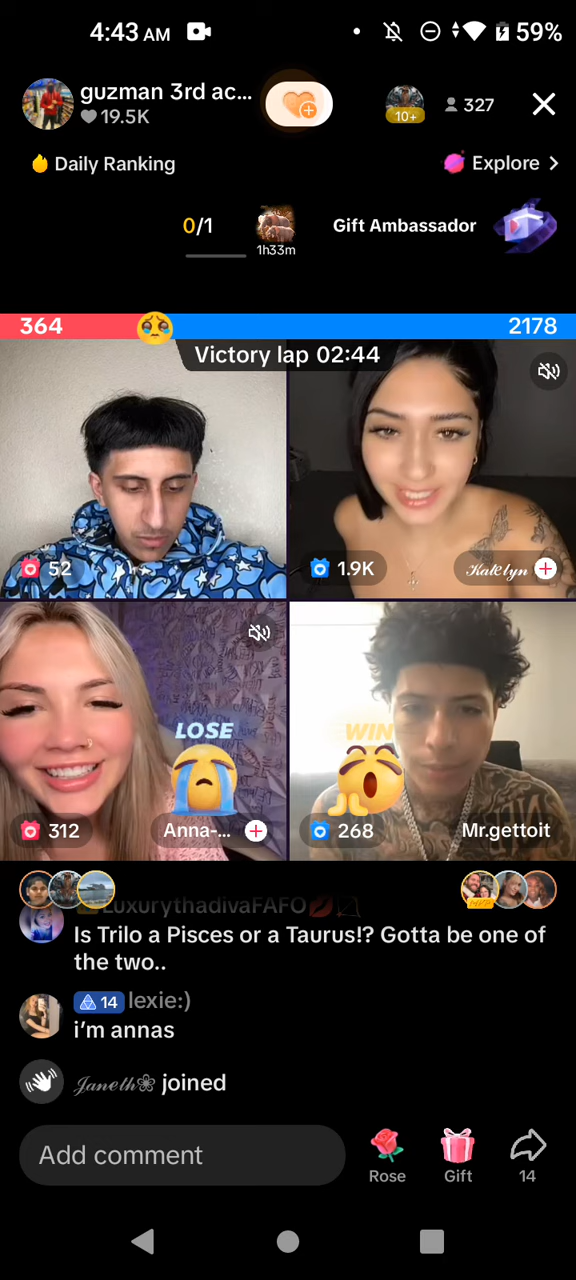 4:43 AM
59%
guzman 3rd ac...
19.5K
10+
327
Daily Ranking
Explore >
0/1
1h33m
Gift Ambassador
364
2178
Victory lap 02:44
52
1.9K
𝒦𝒶𝓉𝑒𝓁𝓎𝓃
LOSE
WIN
312
Anna-...
268
Mr.gettoit
LuxurythadivaFAFO
Is Trilo a Pisces or a Taurus!? Gotta be one of
the two..
14 lexie:)
i’m annas
𝒥𝒶𝓃𝑒𝓉𝒽❀ joined
Add comment
Rose
Gift
14